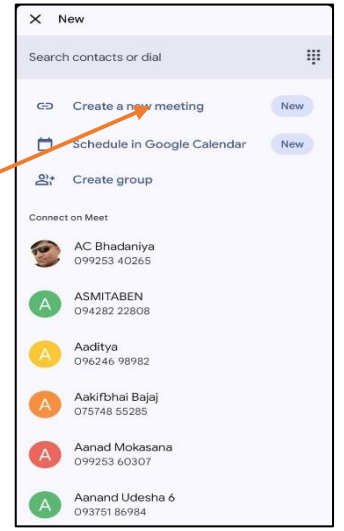 New
Search contacts or dial
Create a new meeting New
Schedule in Google Calendar New
Create group
Connect on Meet
AC Bhadaniya
099253 40265
A ASMITABEN
094282 22808
A Aaditya
096246 98982
A Aakifbhai Bajaj
075748 55285
A Aanad Mokasana
099253 60307
A Aanand Udesha 6
093751 86984